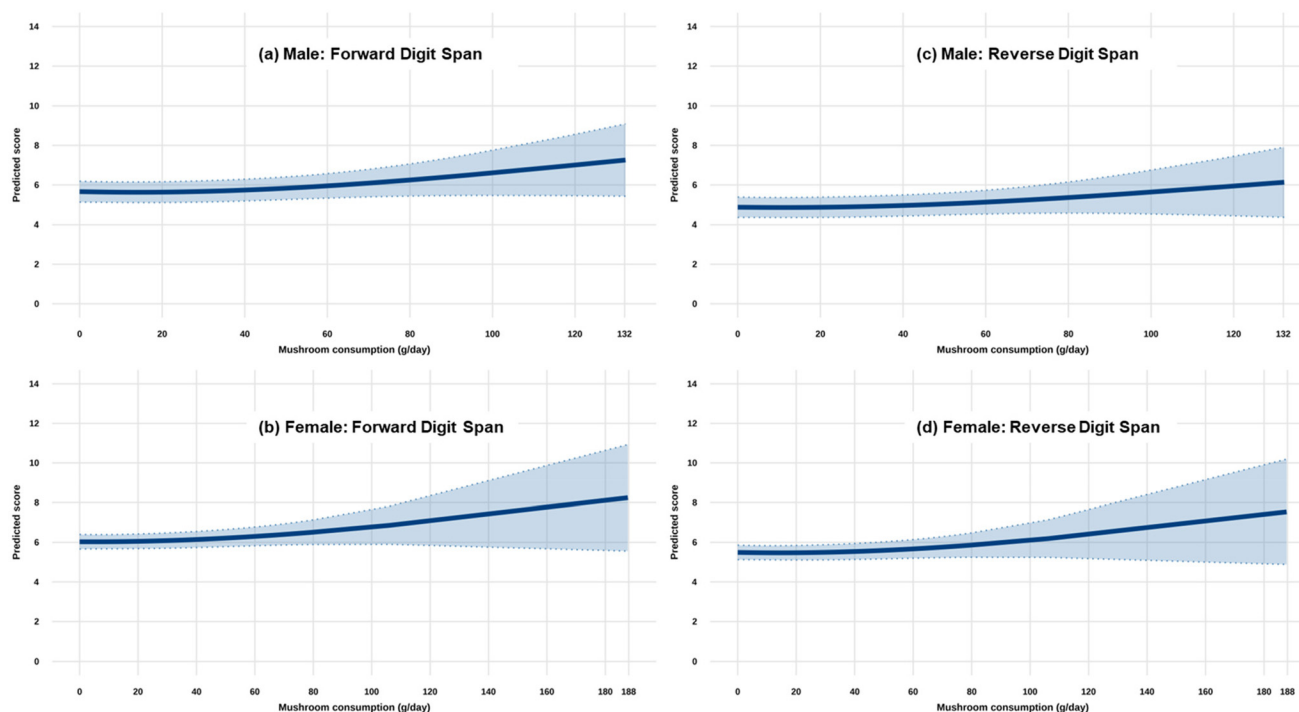 (a) Male: Forward Digit Span
Predicted score
14
12
10
8
6
4
2
0
0 20 40 60 80 100 120 132
Mushroom consumption (g/day)
(c) Male: Reverse Digit Span
Predicted score
14
12
10
8
6
4
2
0
0 20 40 60 80 100 120 132
Mushroom consumption (g/day)
(b) Female: Forward Digit Span
Predicted score
14
12
10
8
6
4
2
0
0 20 40 60 80 100 120 140 160 180 188
Mushroom consumption (g/day)
(d) Female: Reverse Digit Span
Predicted score
14
12
10
8
6
4
2
0
0 20 40 60 80 100 120 140 160 180 188
Mushroom consumption (g/day)